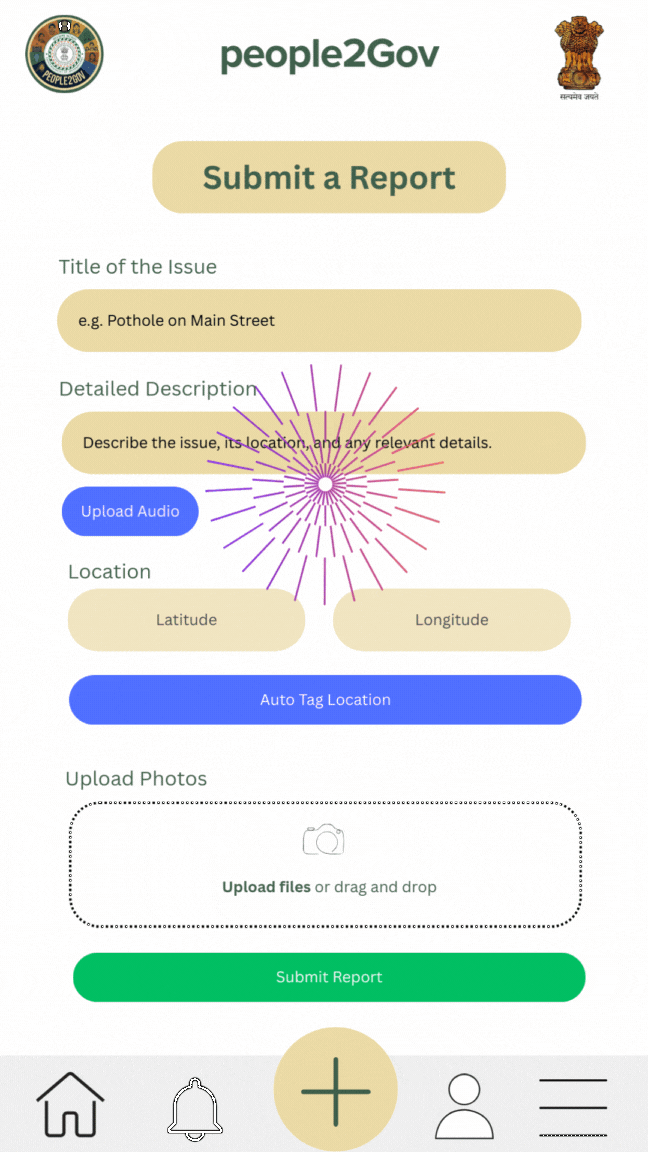 PEOPLE2GOV
people2Gov
सत्यमेव जयते
Submit a Report
Title of the Issue
e.g. Pothole on Main Street
Detailed Description
Describe the issue, its location, and any relevant details.
Upload Audio
Location
Latitude
Longitude
Auto Tag Location
Upload Photos
Upload files or drag and drop
Submit Report